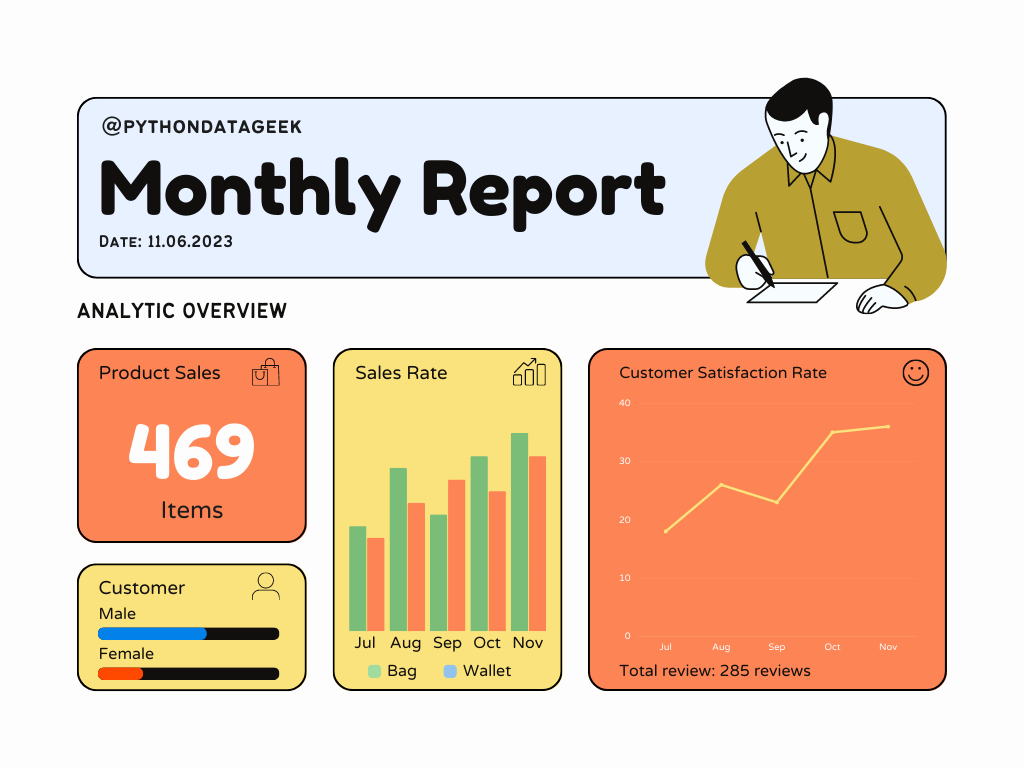 @PYTHONDATAGEEK
Monthly Report
DATE: 11.06.2023
ANALYTIC OVERVIEW
Product Sales
469
Items
Customer
Male
Female
Sales Rate
Jul Aug Sep Oct Nov
Bag Wallet
Customer Satisfaction Rate
40
30
20
10
0
Jul Aug Sep Oct Nov
Total review: 285 reviews